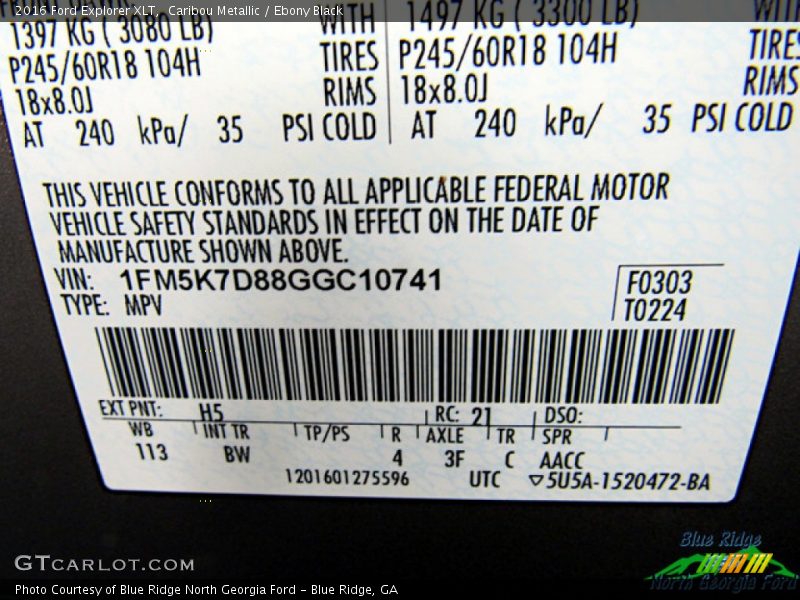 2016 Ford Explorer XLT, Caribou Metallic / Ebony Black
1397 KG ( 3080 LB) WITH 1497 KG ( 3300 LB) WITH
P245/60R18 104H TIRES P245/60R18 104H TIRES
18x8.0J RIMS 18x8.0J RIMS
AT 240 kPa/ 35 PSI COLD AT 240 kPa/ 35 PSI COLD
THIS VEHICLE CONFORMS TO ALL APPLICABLE FEDERAL MOTOR
VEHICLE SAFETY STANDARDS IN EFFECT ON THE DATE OF
MANUFACTURE SHOWN ABOVE.
VIN: 1FM5K7D88GGC10741 F0303
TYPE: MPV T0224
EXT PNT: H5 RC: 21 DSO:
WB INT TR TP/PS R AXLE TR SPR
113 BW 4 3F C AACC
1201601275596 UTC ▽5U5A-1520472-BA
Blue Ridge
North Georgia Ford
GTcarlot.com
Photo Courtesy of Blue Ridge North Georgia Ford - Blue Ridge, GA